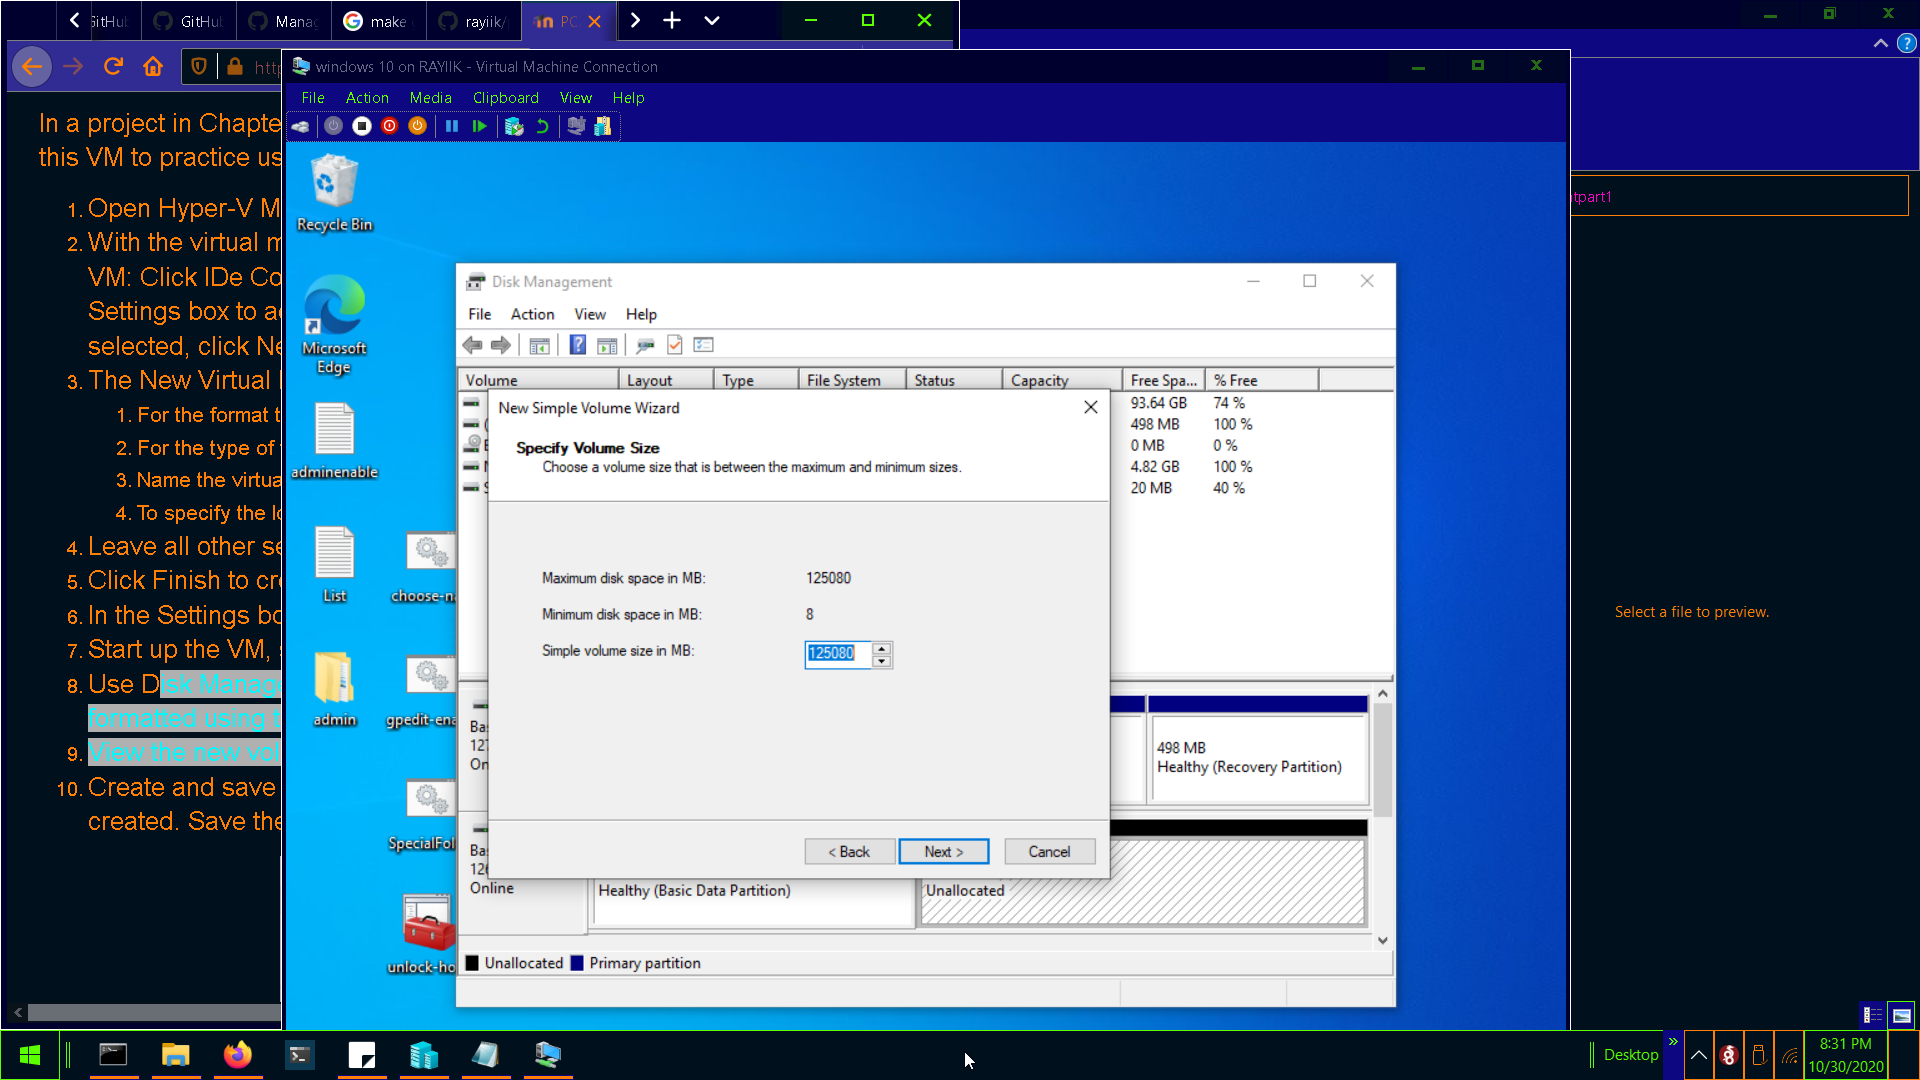 GitHub
GitHub
Manag
make
rayiik/
PC
http
In a project in Chapte
this VM to practice us
1. Open Hyper-V M
2. With the virtual m
VM: Click IDe Co
Settings box to a
selected, click Ne
3. The New Virtual
1. For the format t
2. For the type of
3. Name the virtua
4. To specify the lo
4. Leave all other se
5. Click Finish to cre
6. In the Settings bo
7. Start up the VM,
8. Use Disk Manage
formatted using t
9. View the new vol
10. Create and save
created. Save the
windows 10 on RAYIIK - Virtual Machine Connection
File Action Media Clipboard View Help
Recycle Bin
Microsoft
Edge
adminenable
List
choose-n
admin
gpedit-ena
SpecialFol
unlock-ho
Disk Management
File Action View Help
Volume Layout Type File System Status Capacity Free Spa... % Free
93.64 GB 74 %
498 MB 100 %
0 MB 0 %
4.82 GB 100 %
20 MB 40 %
New Simple Volume Wizard
Specify Volume Size
Choose a volume size that is between the maximum and minimum sizes.
Maximum disk space in MB: 125080
Minimum disk space in MB: 8
Simple volume size in MB: 125080
< Back Next > Cancel
Bas
127
On
498 MB
Healthy (Recovery Partition)
Bas
126
Online
Healthy (Basic Data Partition)
Unallocated
Unallocated Primary partition
tpart1
Select a file to preview.
Desktop
8:31 PM
10/30/2020